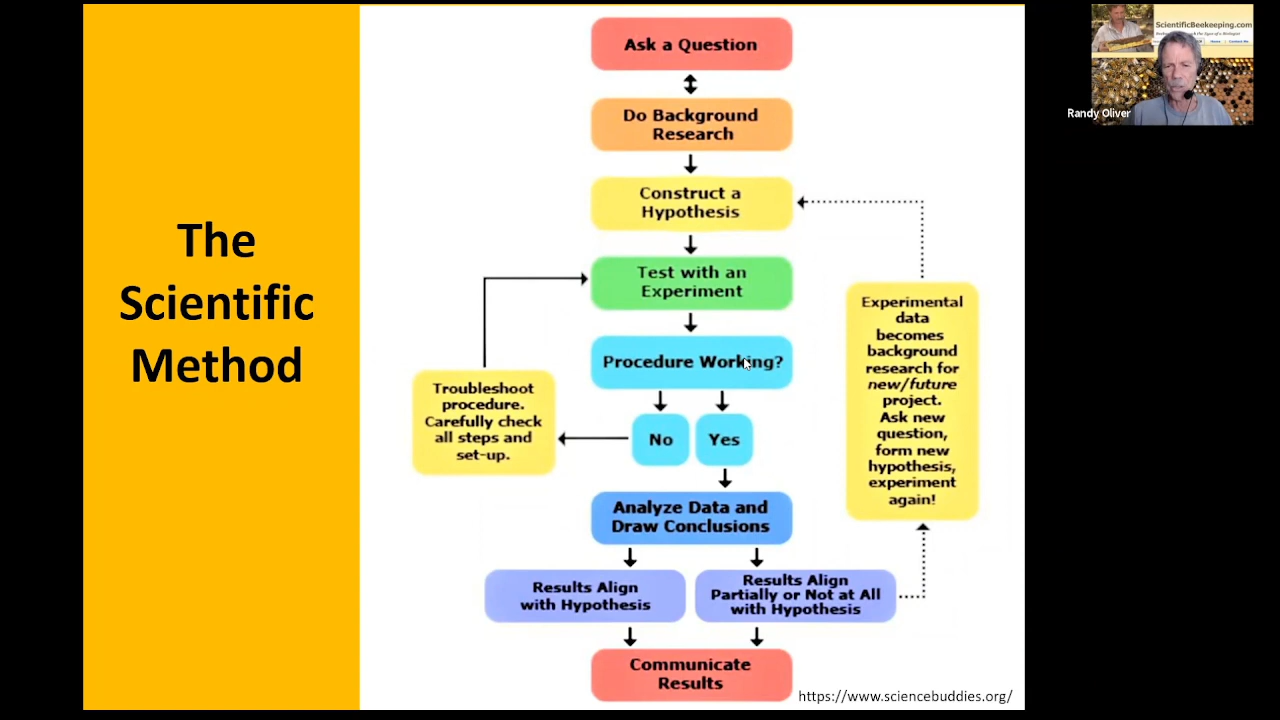 The
Scientific
Method
Ask a Question
Do Background
Research
Construct a
Hypothesis
Test with an
Experiment
Procedure Working?
No
Yes
Troubleshoot
procedure.
Carefully check
all steps and
set-up.
Experimental
data
becomes
background
research for
new/future
project.
Ask new
question,
form new
hypothesis,
experiment
again!
Analyze Data and
Draw Conclusions
Results Align
with Hypothesis
Results Align
Partially or Not at All
with Hypothesis
Communicate
Results
https://www.sciencebuddies.org/
ScientificBeekeeping.com
Home
Contact Me
Randy Oliver